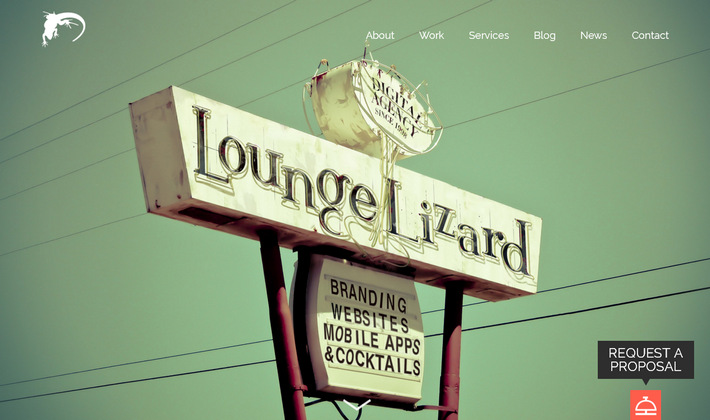 About Work Services Blog News Contact
DIGITAL
AGENCY
SINCE 1998
Lounge Lizard
BRANDING
WEBSITES
MOBILE APPS
&COCKTAILS
REQUEST A
PROPOSAL